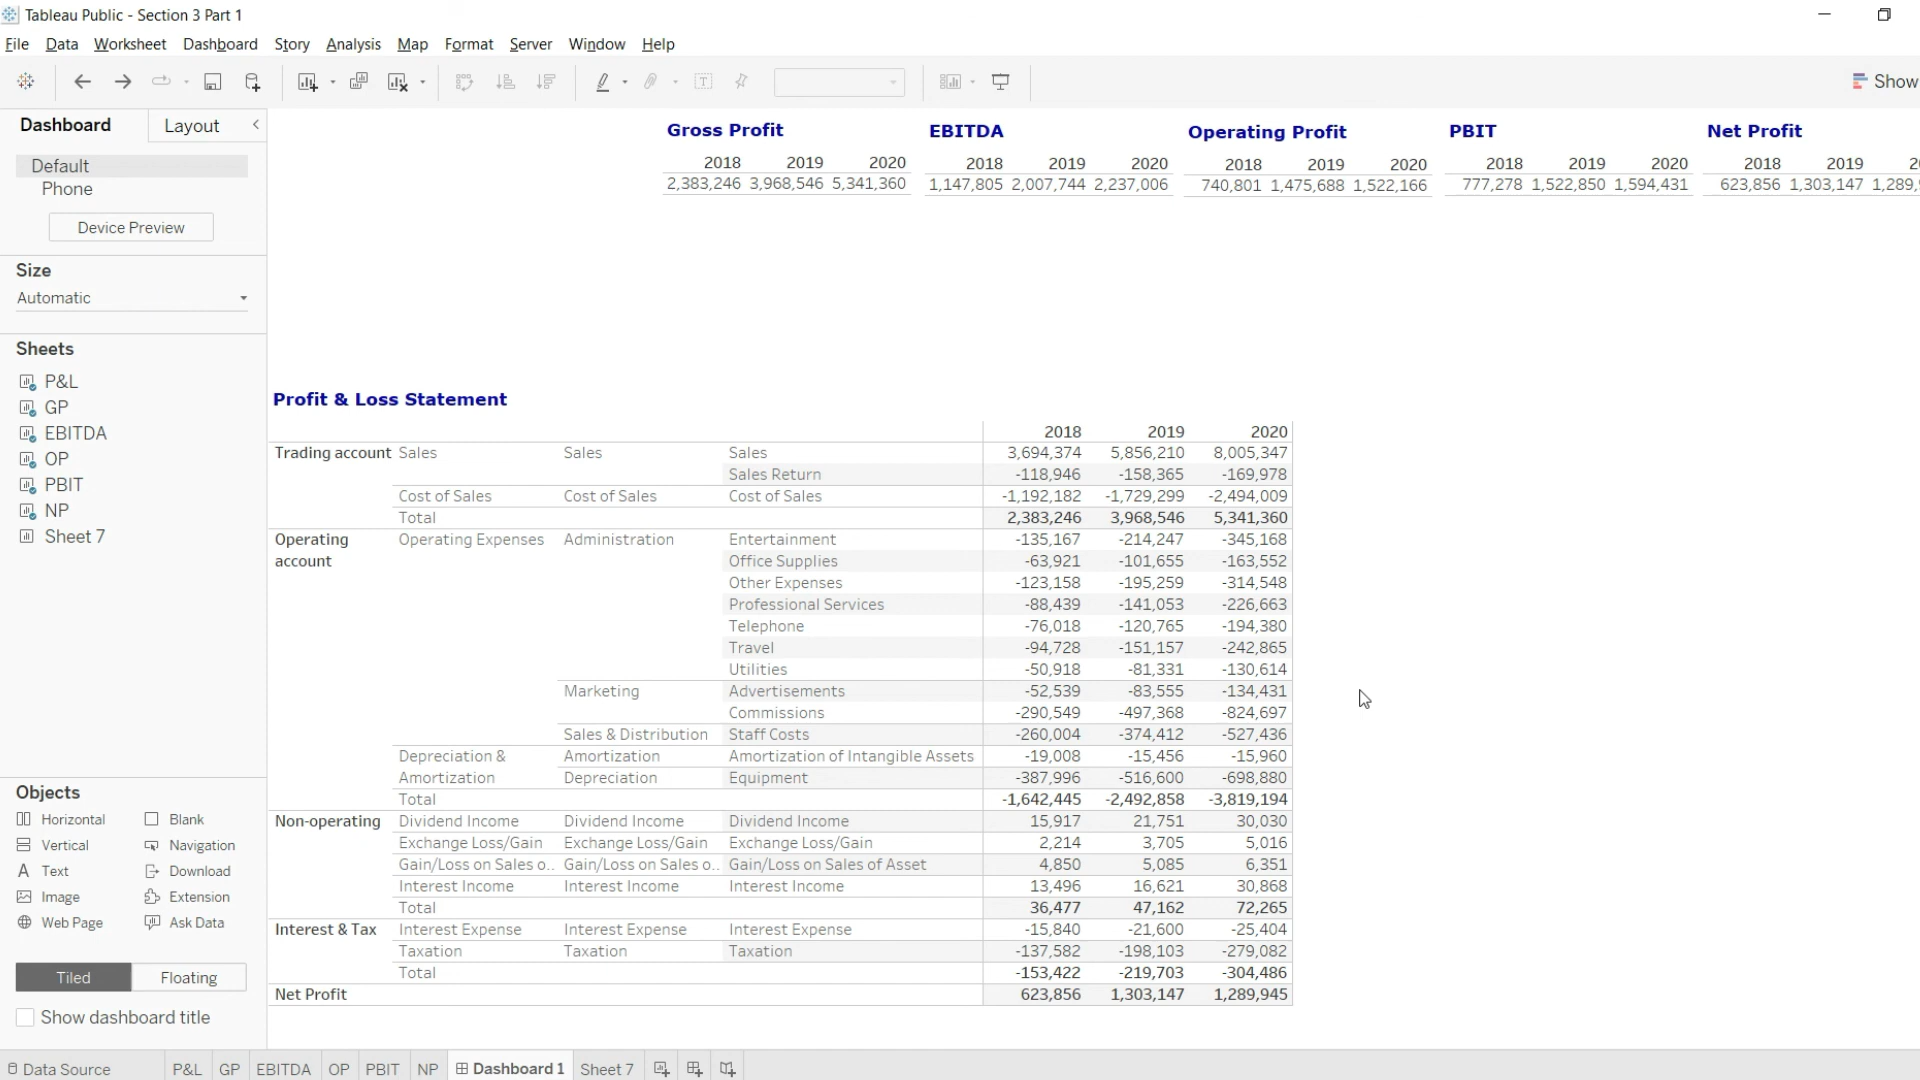 Tableau Public - Section 3 Part 1
File Data Worksheet Dashboard Story Analysis Map Format Server Window Help
Show
Dashboard Layout
Default
Phone
Device Preview
Size
Automatic
Sheets
P&L
GP
EBITDA
OP
PBIT
NP
Sheet 7
Objects
Horizontal Blank
Vertical Navigation
Text Download
Image Extension
Web Page Ask Data
Tiled Floating
Show dashboard title
Gross Profit
2018 2019 2020
2,383,246 3,968,546 5,341,360
EBITDA
2018 2019 2020
1,147,805 2,007,744 2,237,006
Operating Profit
2018 2019 2020
740,801 1,475,688 1,522,166
PBIT
2018 2019 2020
777,278 1,522,850 1,594,431
Net Profit
2018 2019
623,856 1,303,147 1,289,
Profit & Loss Statement
2018 2019 2020
Trading account Sales Sales Sales 3,694,374 5,856,210 8,005,347
Sales Return -118,946 -158,365 -169,978
Cost of Sales Cost of Sales Cost of Sales -1,192,182 -1,729,299 -2,494,009
Total 2,383,246 3,968,546 5,341,360
Operating Operating Expenses Administration Entertainment -135,167 -214,247 -345,168
account Office Supplies -63,921 -101,655 -163,552
Other Expenses -123,158 -195,259 -314,548
Professional Services -88,439 -141,053 -226,663
Telephone -76,018 -120,765 -194,380
Travel -94,728 -151,157 -242,865
Utilities -50,918 -81,331 -130,614
Marketing Advertisements -52,539 -83,555 -134,431
Commissions -290,549 -497,368 -824,697
Sales & Distribution Staff Costs -260,004 -374,412 -527,436
Depreciation & Amortization Amortization of Intangible Assets -19,008 -15,456 -15,960
Amortization Depreciation Equipment -387,996 -516,600 -698,880
Total -1,642,445 -2,492,858 -3,819,194
Non-operating Dividend Income Dividend Income Dividend Income 15,917 21,751 30,030
Exchange Loss/Gain Exchange Loss/Gain Exchange Loss/Gain 2,214 3,705 5,016
Gain/Loss on Sales o.. Gain/Loss on Sales o.. Gain/Loss on Sales of Asset 4,850 5,085 6,351
Interest Income Interest Income Interest Income 13,496 16,621 30,868
Total 36,477 47,162 72,265
Interest & Tax Interest Expense Interest Expense Interest Expense -15,840 -21,600 -25,404
Taxation Taxation Taxation -137,582 -198,103 -279,082
Total -153,422 -219,703 -304,486
Net Profit 623,856 1,303,147 1,289,945
Data Source P&L GP EBITDA OP PBIT NP Dashboard 1 Sheet 7